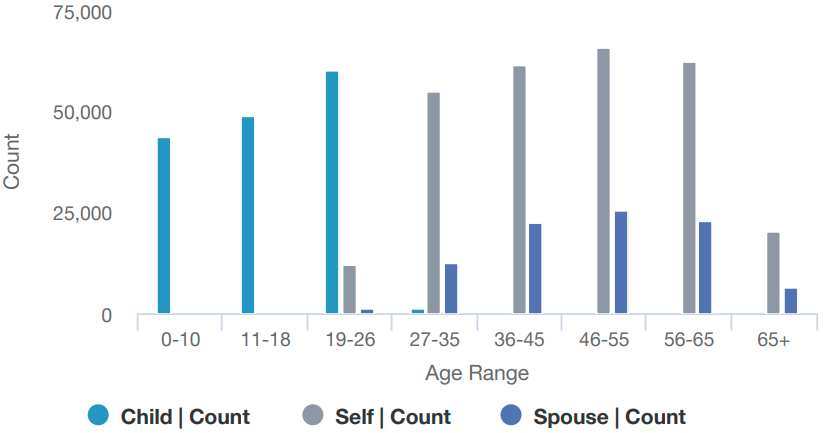 75,000
50,000
25,000
0
Count
0-10 11-18 19-26 27-35 36-45 46-55 56-65 65+
Age Range
Child | Count Self | Count Spouse | Count